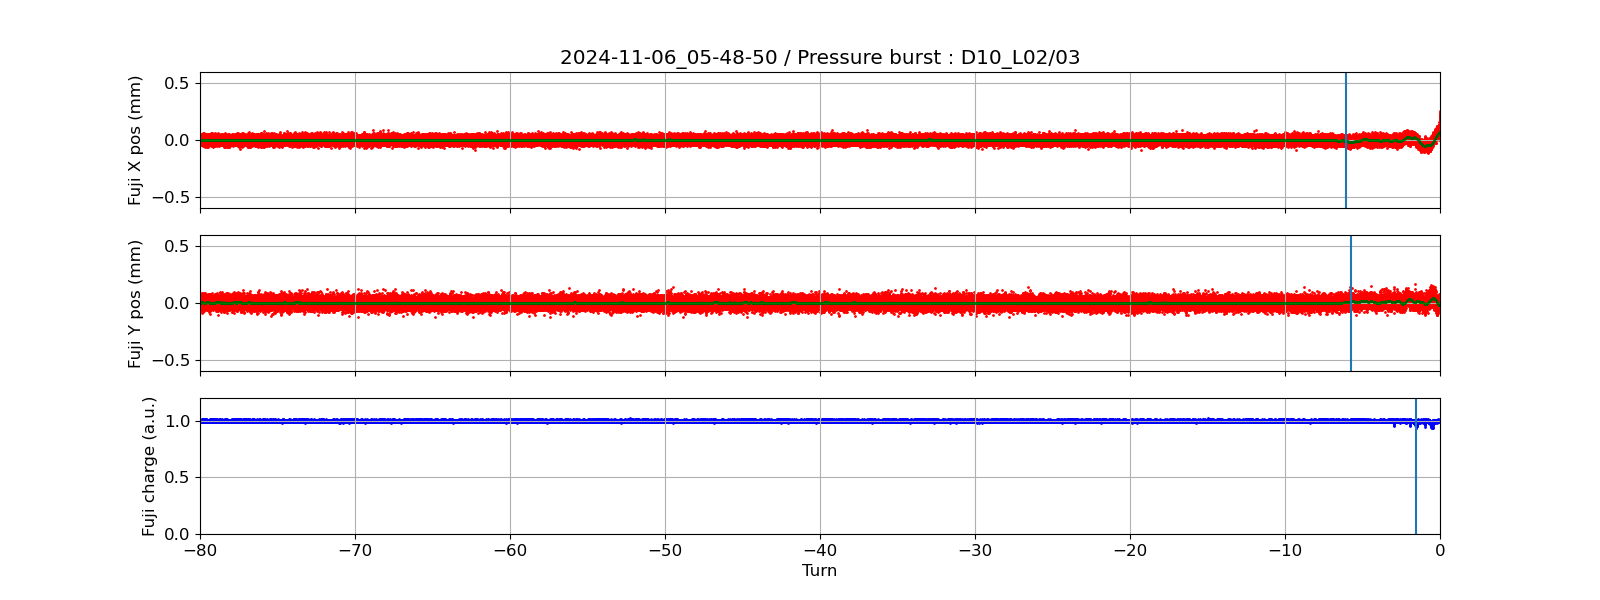 2024-11-06_05-48-50 / Pressure burst : D10_L02/03
Fuji X pos (mm)
0.5
0.0
−0.5
Fuji Y pos (mm)
0.5
0.0
−0.5
Fuji charge (a.u.)
1.0
0.5
0.0
−80 −70 −60 −50 −40 −30 −20 −10 0
Turn